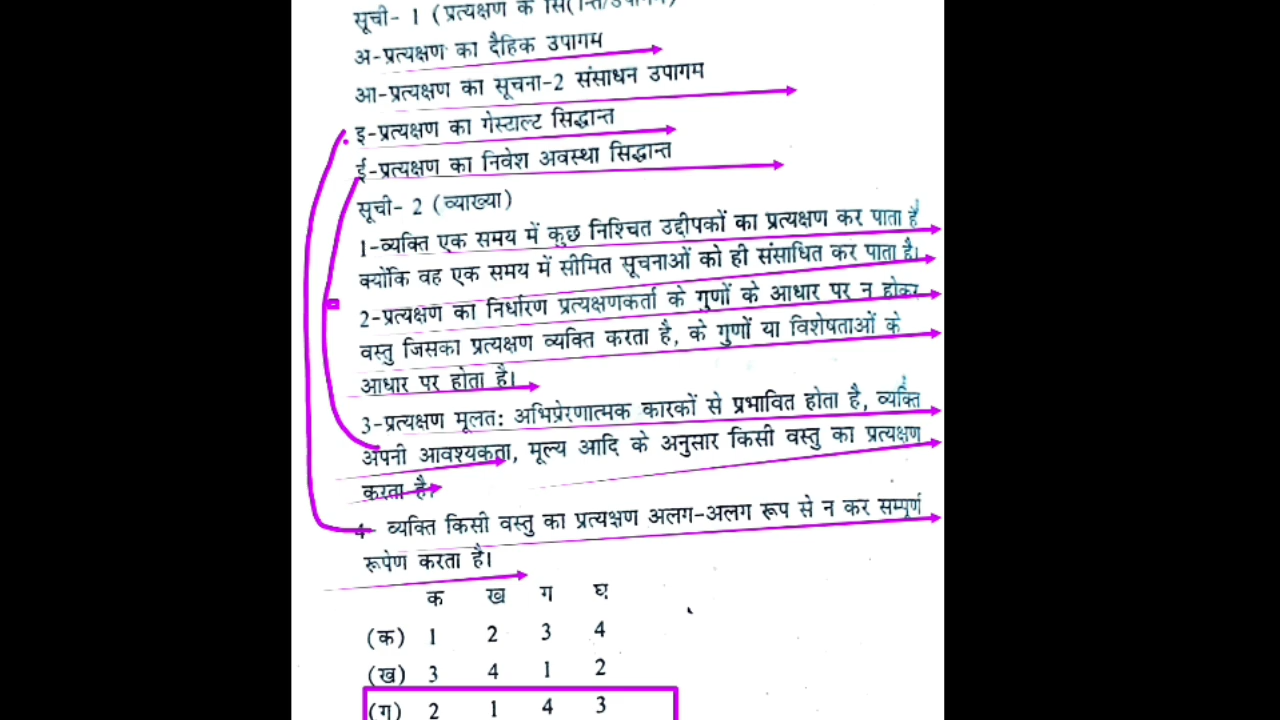 सूची- 1 (प्रत्यक्षण के
अ-प्रत्यक्षण का दैहिक उपागम
आ-प्रत्यक्षण का सूचना-2 संसाधन उपागम
इ-प्रत्यक्षण का गेस्टाल्ट सिद्धान्त
ई-प्रत्यक्षण का निवेश अवस्था सिद्धान्त
सूची- 2 (व्याख्या)
1-व्यक्ति एक समय में कुछ निश्चित उद्दीपकों का प्रत्यक्षण कर पाता है
क्योंकि वह एक समय में सीमित सूचनाओं को ही संसाधित कर पाता है।
2-प्रत्यक्षण का निर्धारण प्रत्यक्षणकर्ता के गुणों के आधार पर न होकर
वस्तु जिसका प्रत्यक्षण व्यक्ति करता है, के गुणों या विशेषताओं के
आधार पर होता है।
3-प्रत्यक्षण मूलत: अभिप्रेरणात्मक कारकों से प्रभावित होता है, व्यक्ति
अपनी आवश्यकता, मूल्य आदि के अनुसार किसी वस्तु का प्रत्यक्षण
करता है।
4- व्यक्ति किसी वस्तु का प्रत्यक्षण अलग-अलग रूप से न कर सम्पूर्ण
रूपेण करता है।
क ख ग घ
(क) 1 2 3 4
(ख) 3 4 1 2
(ग) 2 1 4 3